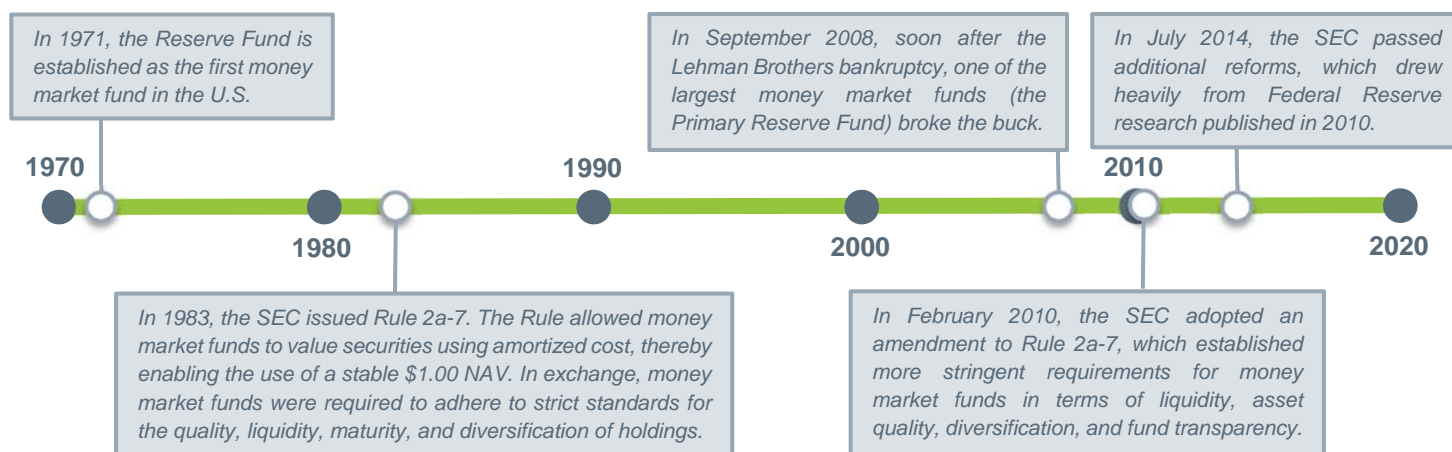 In 1971, the Reserve Fund is
established as the first money
market fund in the U.S.
In September 2008, soon after the
Lehman Brothers bankruptcy, one of the
largest money market funds (the
Primary Reserve Fund) broke the buck.
In July 2014, the SEC passed
additional reforms, which drew
heavily from Federal Reserve
research published in 2010.
1970
1990
2010
1980
2000
2020
In 1983, the SEC issued Rule 2a-7. The Rule allowed money
market funds to value securities using amortized cost, thereby
enabling the use of a stable $1.00 NAV. In exchange, money
market funds were required to adhere to strict standards for
the quality, liquidity, maturity, and diversification of holdings.
In February 2010, the SEC adopted an
amendment to Rule 2a-7, which established
more stringent requirements for money
market funds in terms of liquidity, asset
quality, diversification, and fund transparency.